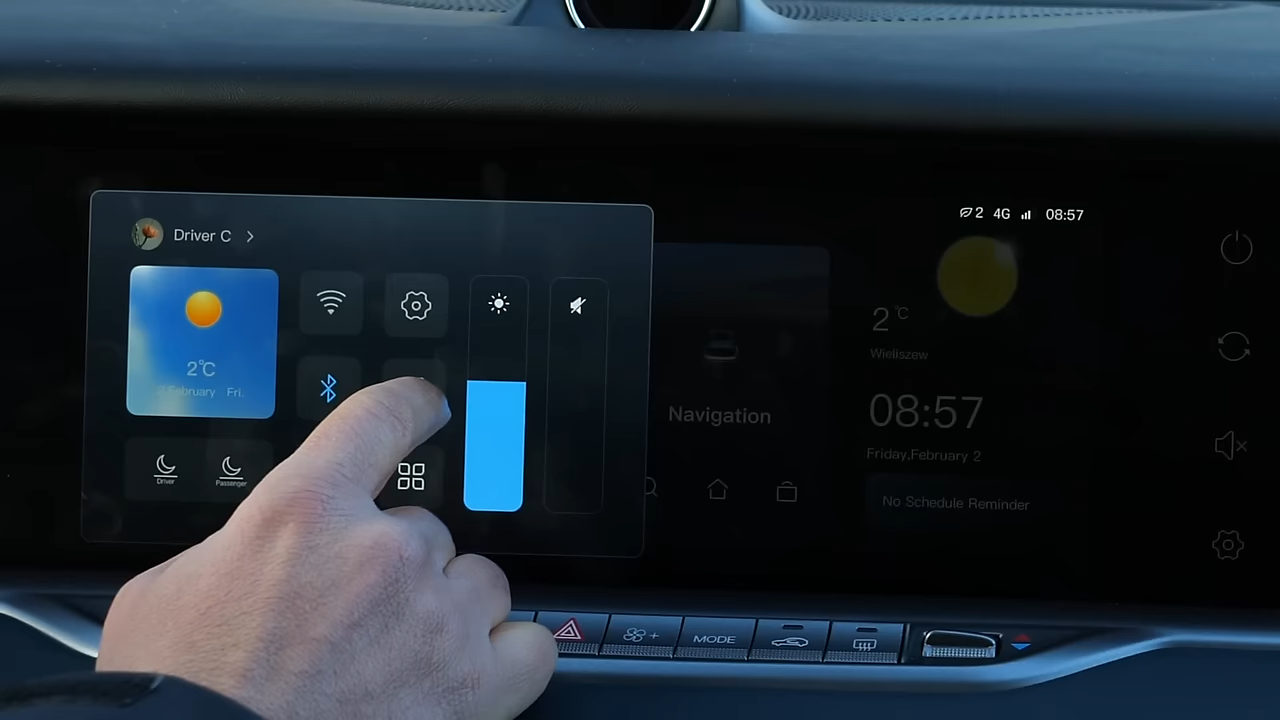 Driver C
2℃
February Fri.
Driver
Passenger
Navigation
2 4G 08:57
2℃
Wieliszew
08:57
Friday,February 2
No Schedule Reminder
MODE